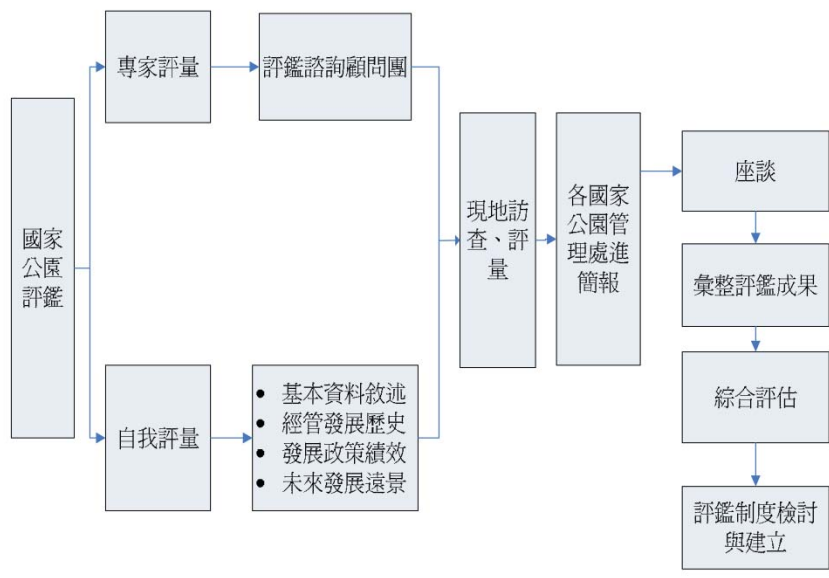 國家
公園
評鑑
專家評量
評鑑諮詢顧問團
自我評量
● 基本資料敘述
● 經管發展歷史
● 發展政策績效
● 未來發展遠景
現地訪
查、評
量
各國家
公園管
理處進
簡報
座談
彙整評鑑成果
綜合評估
評鑑制度檢討
與建立